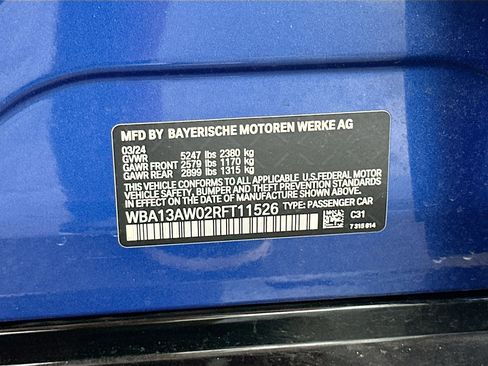 MFD BY BAYERISCHE MOTOREN WERKE AG
03/24
GVWR 5247 lbs 2380 kg
GAWR FRONT 2579 lbs 1170 kg
GAWR REAR 2899 lbs 1315 kg
THIS VEHICLE CONFORMS TO ALL APPLICABLE U.S.FEDERAL MOTOR
VEHICLE SAFETY, BUMPER, AND THEFT PREVENTION STANDARDS
IN EFFECT ON THE DATE OF MANUFACTURE SHOWN ABOVE.
WBA13AW02RFT11526 TYPE: PASSENGER CAR
C31
7 315 814